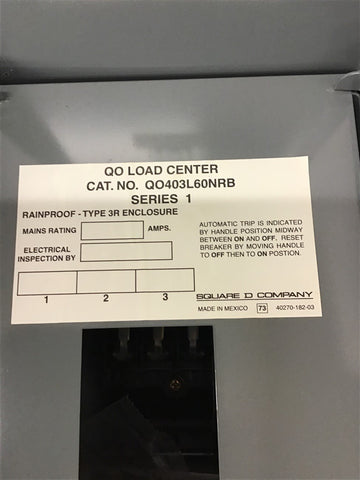 QO LOAD CENTER
CAT. NO. QO403L60NRB
SERIES 1
RAINPROOF - TYPE 3R ENCLOSURE
MAINS RATING AMPS.
ELECTRICAL
INSPECTION BY
AUTOMATIC TRIP IS INDICATED
BY HANDLE POSITION MIDWAY
BETWEEN ON AND OFF. RESET
BREAKER BY MOVING HANDLE
TO OFF THEN TO ON POSTION.
1 2 3
SQUARE D COMPANY
MADE IN MEXICO 73 40270-182-03